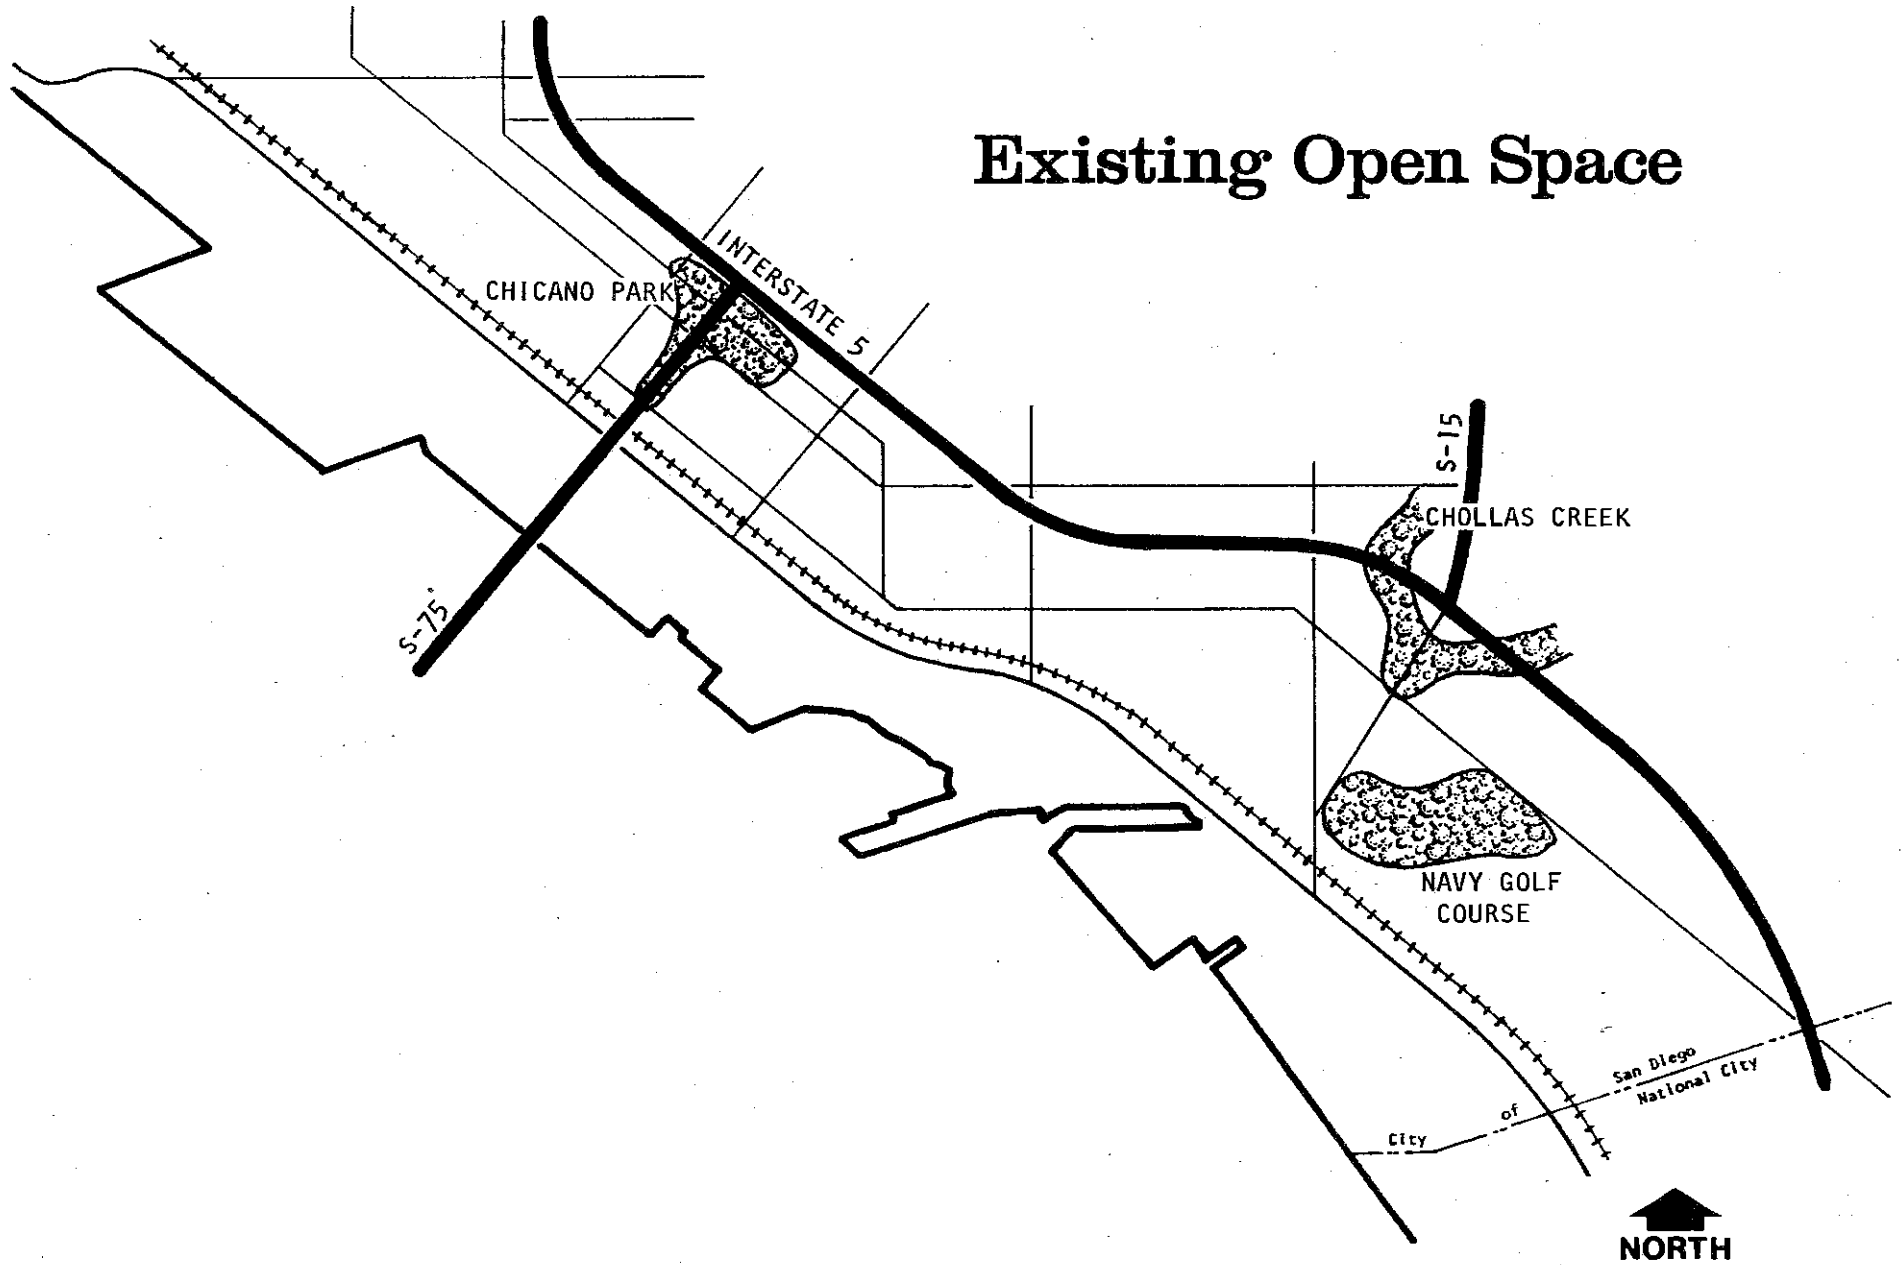 Existing Open Space
INTERSTATE 5
CHICANO PARK
S-15
CHOLLAS CREEK
S-75
NAVY GOLF
COURSE
San Diego
National City
of
City
NORTH